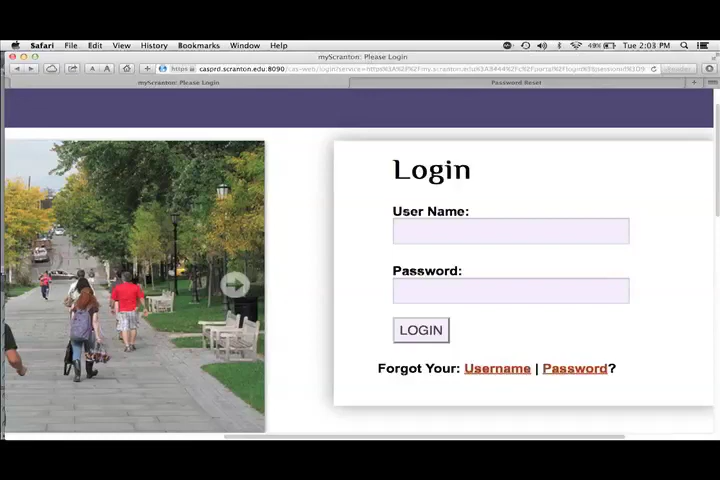 Safari File Edit View History Bookmarks Window Help 49% Tue 2:03 PM
myScranton: Please Login
myScranton: Please Login Password Reset
Login
User Name:
Password:
LOGIN
Forgot Your: Username | Password?